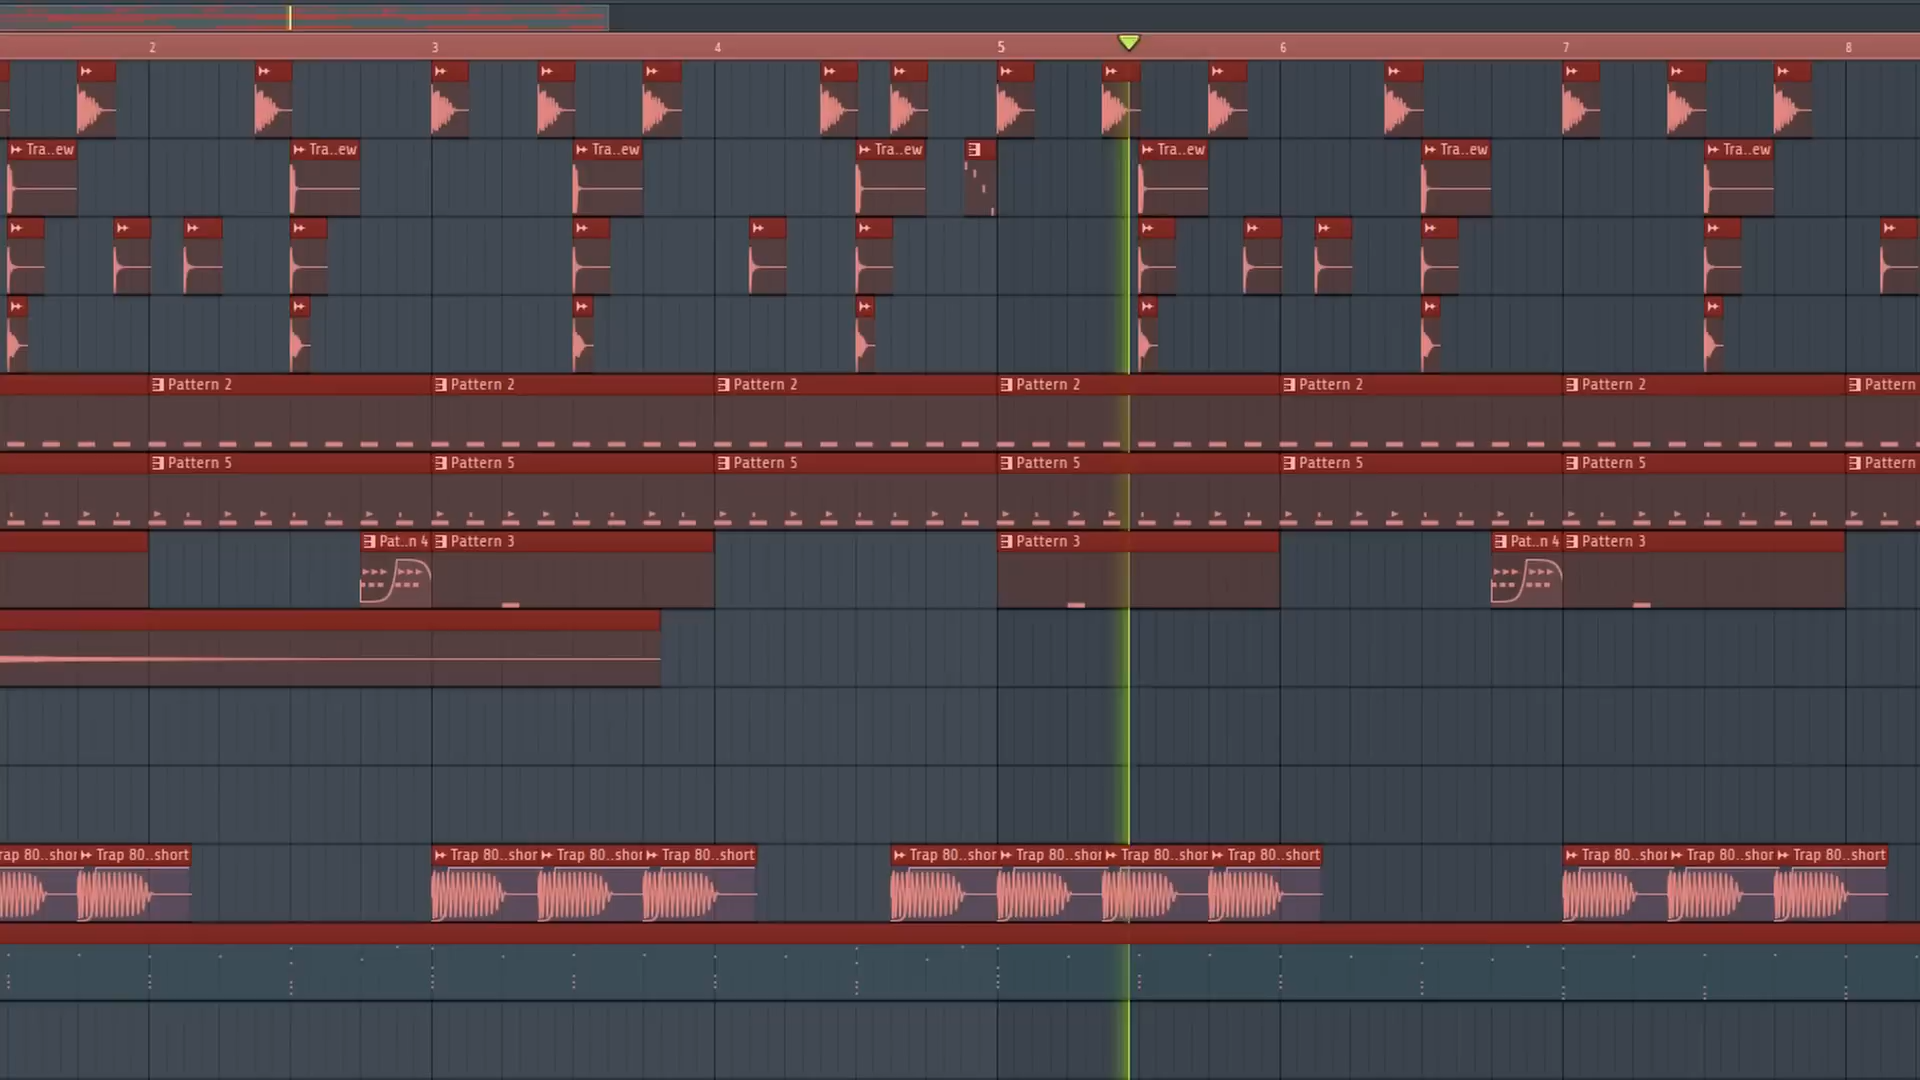 2 3 4 5 6 7 8
Tra..ew Tra..ew Tra..ew Tra..ew Tra..ew Tra..ew Tra..ew
Pattern 2 Pattern 2 Pattern 2 Pattern 2 Pattern 2 Pattern 2 Pattern
Pattern 5 Pattern 5 Pattern 5 Pattern 5 Pattern 5 Pattern 5 Pattern
Pat..n 4 Pattern 3 Pattern 3 Pat..n 4 Pattern 3
rap 80..shor Trap 80..short Trap 80..shor Trap 80..shor Trap 80..short Trap 80..shor Trap 80..shor Trap 80..shor Trap 80..short Trap 80..shor Trap 80..shor Trap 80..short